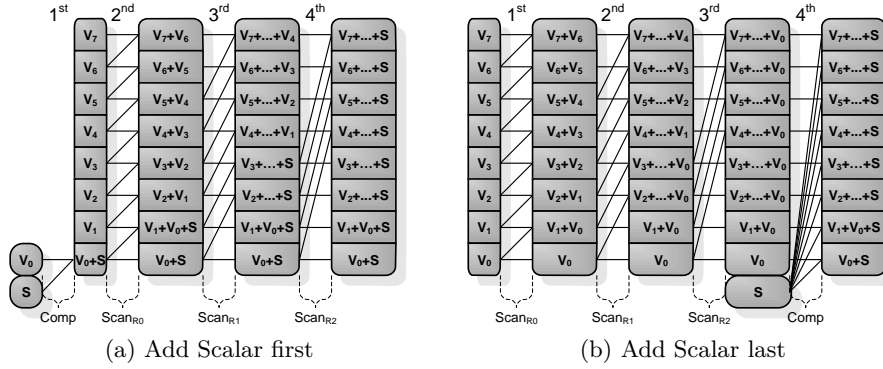 1st 2nd 3rd 4th
V7 V7+V6 V7+...+V4 V7+...+S
V6 V6+V5 V6+...+V3 V6+...+S
V5 V5+V4 V5+...+V2 V5+...+S
V4 V4+V3 V4+...+V1 V4+...+S
V3 V3+V2 V3+...+S V3+...+S
V2 V2+V1 V2+...+S V2+...+S
V1 V1+V0+S V1+V0+S V1+V0+S
V0 V0+S V0+S V0+S V0+S
S
Comp ScanR0 ScanR1 ScanR2
(a) Add Scalar first
1st 2nd 3rd 4th
V7 V7+V6 V7+...+V4 V7+...+V0 V7+...+S
V6 V6+V5 V6+...+V3 V6+...+V0 V6+...+S
V5 V5+V4 V5+...+V2 V5+...+V0 V5+...+S
V4 V4+V3 V4+...+V1 V4+...+V0 V4+...+S
V3 V3+V2 V3+...+V0 V3+...+V0 V3+...+S
V2 V2+V1 V2+...+V0 V2+...+V0 V2+...+S
V1 V1+V0 V1+V0 V1+V0 V1+V0+S
V0 V0 V0 V0 V0+S
S
ScanR0 ScanR1 ScanR2 Comp
(b) Add Scalar last